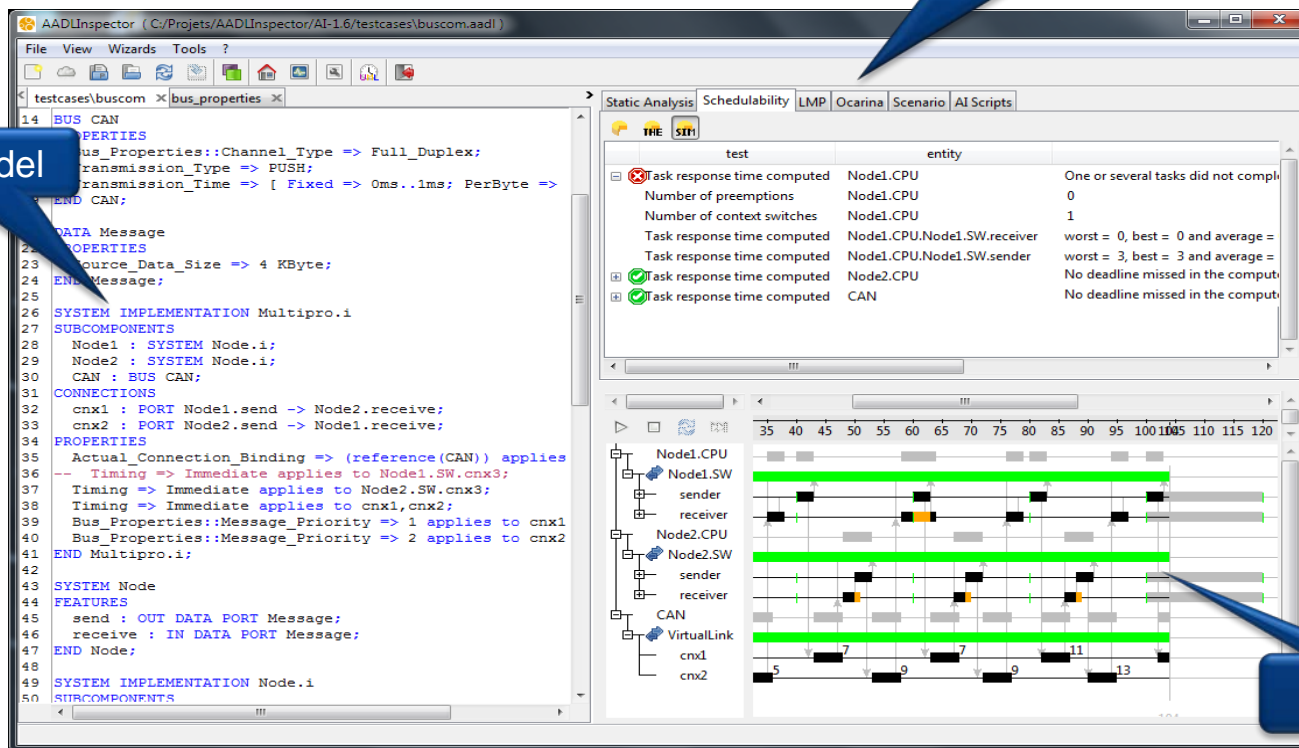 AADLInspector ( C:/Projets/AADLInspector/AI-1.6/testcases\buscom.aadl )
File View Wizards Tools ?
testcases\buscom bus_properties
14 BUS CAN
PROPERTIES
Bus_Properties::Channel_Type => Full_Duplex;
Transmission_Type => PUSH;
Transmission_Time => [ Fixed => 0ms..1ms; PerByte =>
END CAN;
del
DATA Message
22 PROPERTIES
23 Source_Data_Size => 4 KByte;
24 END Message;
25
26 SYSTEM IMPLEMENTATION Multipro.i
27 SUBCOMPONENTS
28 Node1 : SYSTEM Node.i;
29 Node2 : SYSTEM Node.i;
30 CAN : BUS CAN;
31 CONNECTIONS
32 cnx1 : PORT Node1.send -> Node2.receive;
33 cnx2 : PORT Node2.send -> Node1.receive;
34 PROPERTIES
35 Actual_Connection_Binding => (reference(CAN)) applies
36 -- Timing => Immediate applies to Node1.SW.cnx3;
37 Timing => Immediate applies to Node2.SW.cnx3;
38 Timing => Immediate applies to cnx1,cnx2;
39 Bus_Properties::Message_Priority => 1 applies to cnx1
40 Bus_Properties::Message_Priority => 2 applies to cnx2
41 END Multipro.i;
42
43 SYSTEM Node
44 FEATURES
45 send : OUT DATA PORT Message;
46 receive : IN DATA PORT Message;
47 END Node;
48
49 SYSTEM IMPLEMENTATION Node.i
50 SUBCOMPONENTS
Static Analysis Schedulability LMP Ocarina Scenario AI Scripts
THE SIM
test entity
Task response time computed Node1.CPU One or several tasks did not comple
Number of preemptions Node1.CPU 0
Number of context switches Node1.CPU 1
Task response time computed Node1.CPU.Node1.SW.receiver worst = 0, best = 0 and average =
Task response time computed Node1.CPU.Node1.SW.sender worst = 3, best = 3 and average =
Task response time computed Node2.CPU No deadline missed in the compute
Task response time computed CAN No deadline missed in the compute
35 40 45 50 55 60 65 70 75 80 85 90 95 100 104 105 110 115 120
Node1.CPU
Node1.SW
sender
receiver
Node2.CPU
Node2.SW
sender
receiver
CAN
VirtualLink
cnx1 7 7 11
cnx2 5 9 9 13